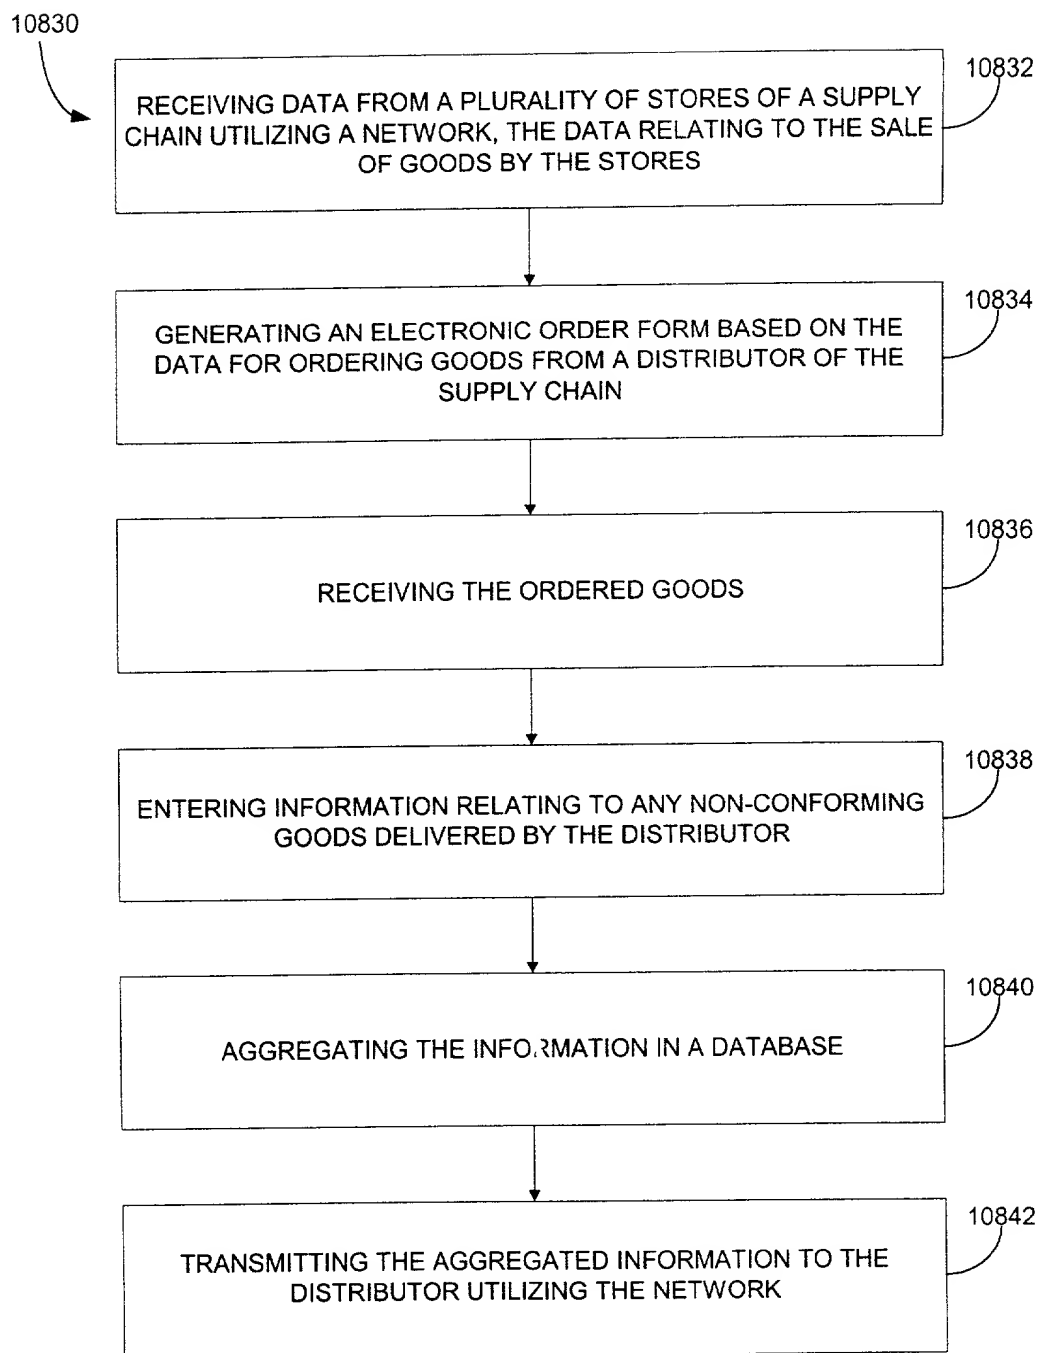 10830
10832
RECEIVING DATA FROM A PLURALITY OF STORES OF A SUPPLY
CHAIN UTILIZING A NETWORK, THE DATA RELATING TO THE SALE
OF GOODS BY THE STORES
10834
GENERATING AN ELECTRONIC ORDER FORM BASED ON THE
DATA FOR ORDERING GOODS FROM A DISTRIBUTOR OF THE
SUPPLY CHAIN
10836
RECEIVING THE ORDERED GOODS
10838
ENTERING INFORMATION RELATING TO ANY NON-CONFORMING
GOODS DELIVERED BY THE DISTRIBUTOR
10840
AGGREGATING THE INFORMATION IN A DATABASE
10842
TRANSMITTING THE AGGREGATED INFORMATION TO THE
DISTRIBUTOR UTILIZING THE NETWORK